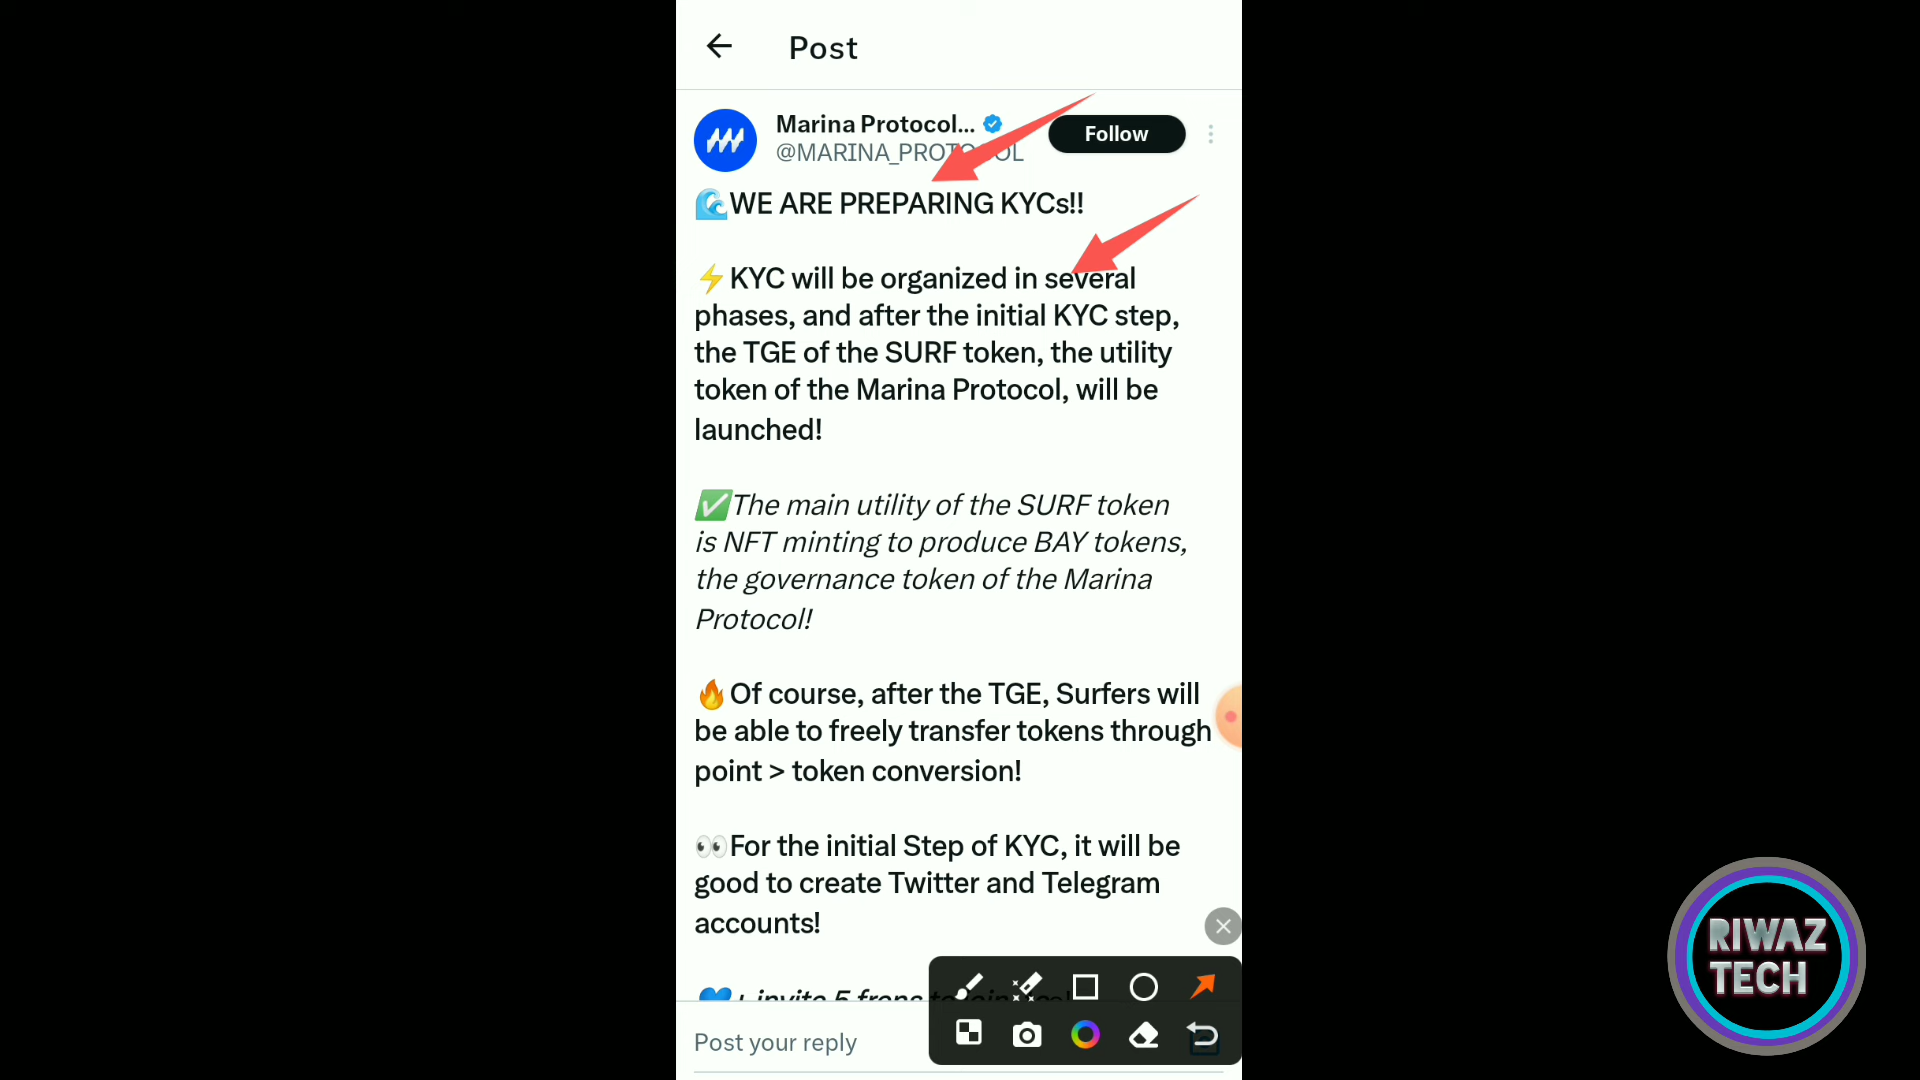 Post
Marina Protocol...
@MARINA_PROTOCOL
Follow
WE ARE PREPARING KYCs!!
⚡KYC will be organized in several
phases, and after the initial KYC step,
the TGE of the SURF token, the utility
token of the Marina Protocol, will be
launched!
✅The main utility of the SURF token
is NFT minting to produce BAY tokens,
the governance token of the Marina
Protocol!
🔥Of course, after the TGE, Surfers will
be able to freely transfer tokens through
point > token conversion!
👀For the initial Step of KYC, it will be
good to create Twitter and Telegram
accounts!
invite 5 frens
Post your reply
RIWAZ
TECH